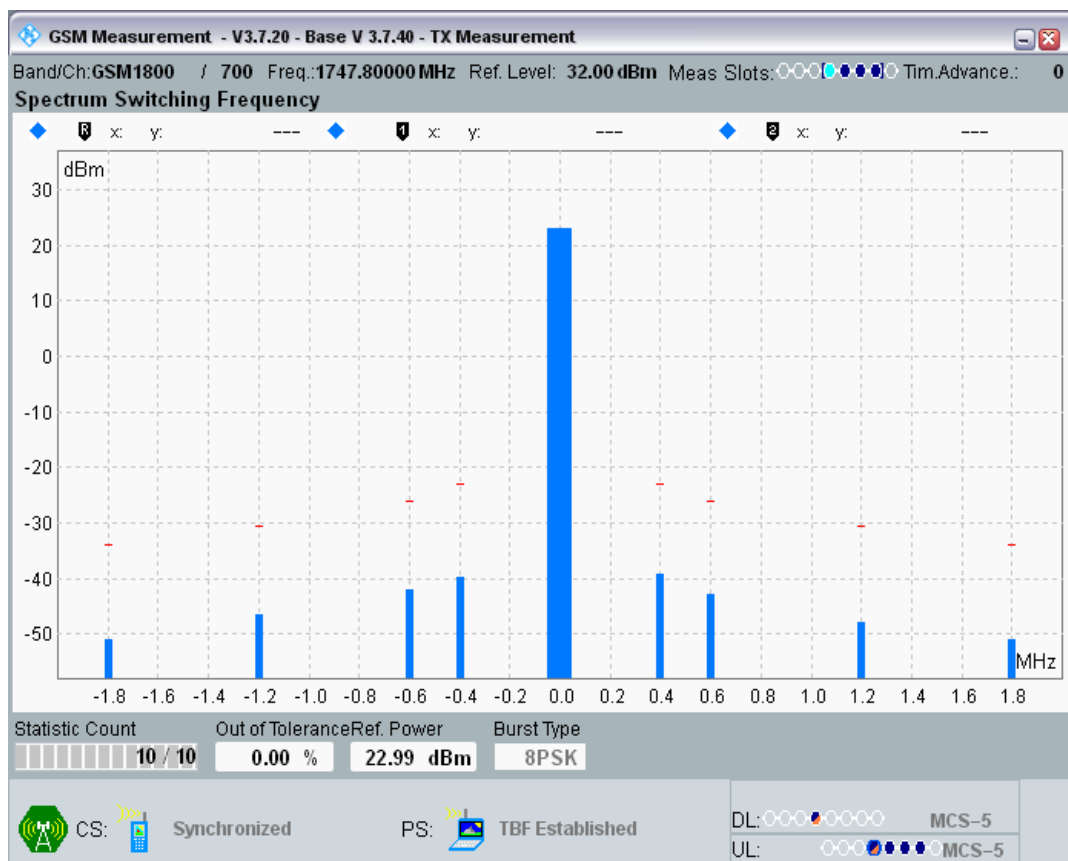 GSM Measurement - V3.7.20 - Base V 3.7.40 - TX Measurement
Band/Ch:GSM1800 / 700 Freq.:1747.80000 MHz Ref. Level: 32.00 dBm Meas Slots: Tim.Advance.: 0
Spectrum Switching Frequency
R x: y: --- 1 x: y: --- 2 x: y: ---
dBm
30
20
10
0
-10
-20
-30
-40
-50
MHz
-1.8 -1.6 -1.4 -1.2 -1.0 -0.8 -0.6 -0.4 -0.2 0.0 0.2 0.4 0.6 0.8 1.0 1.2 1.4 1.6 1.8
Statistic Count Out of Tolerance Ref. Power Burst Type
10 / 10 0.00 % 22.99 dBm 8PSK
CS: Synchronized PS: TBF Established DL: MCS-5
UL: MCS-5